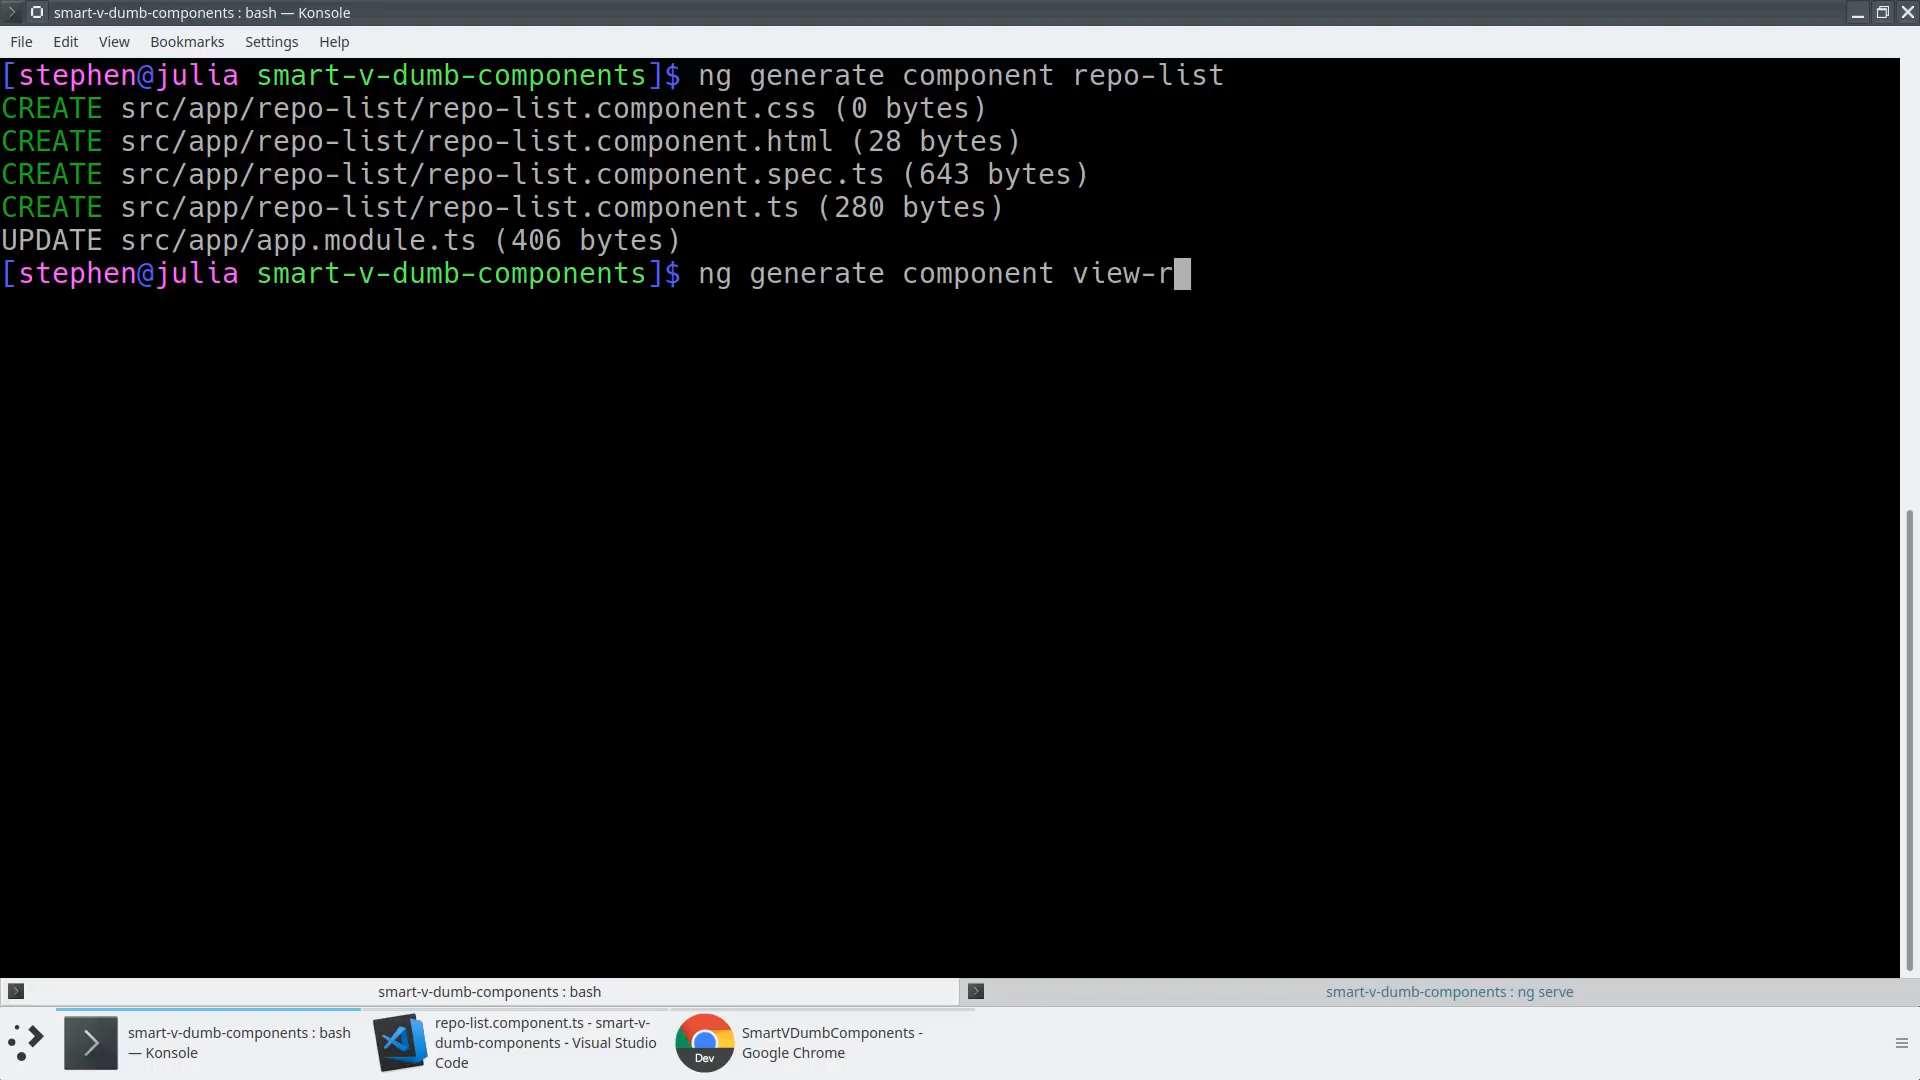 smart-v-dumb-components : bash — Konsole
File Edit View Bookmarks Settings Help
[stephen@julia smart-v-dumb-components]$ ng generate component repo-list
CREATE src/app/repo-list/repo-list.component.css (0 bytes)
CREATE src/app/repo-list/repo-list.component.html (28 bytes)
CREATE src/app/repo-list/repo-list.component.spec.ts (643 bytes)
CREATE src/app/repo-list/repo-list.component.ts (280 bytes)
UPDATE src/app/app.module.ts (406 bytes)
[stephen@julia smart-v-dumb-components]$ ng generate component view-r
smart-v-dumb-components : bash
smart-v-dumb-components : ng serve
smart-v-dumb-components : bash
— Konsole
repo-list.component.ts - smart-v-
dumb-components - Visual Studio
Code
Dev
SmartVDumbComponents -
Google Chrome